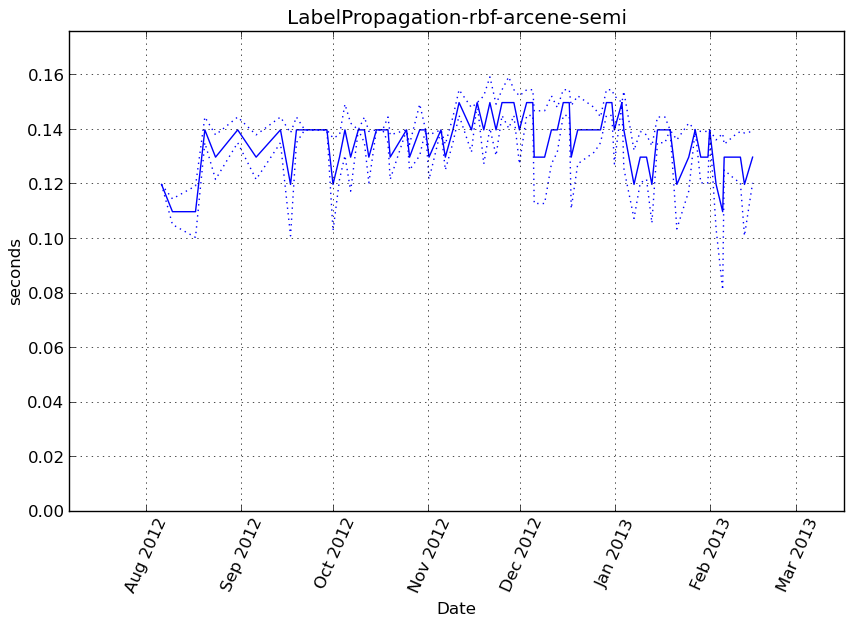 LabelPropagation-rbf-arcene-semi
0.16
0.14
0.12
0.10
0.08
0.06
0.04
0.02
0.00
seconds
Aug 2012
Sep 2012
Oct 2012
Nov 2012
Dec 2012
Jan 2013
Feb 2013
Mar 2013
Date